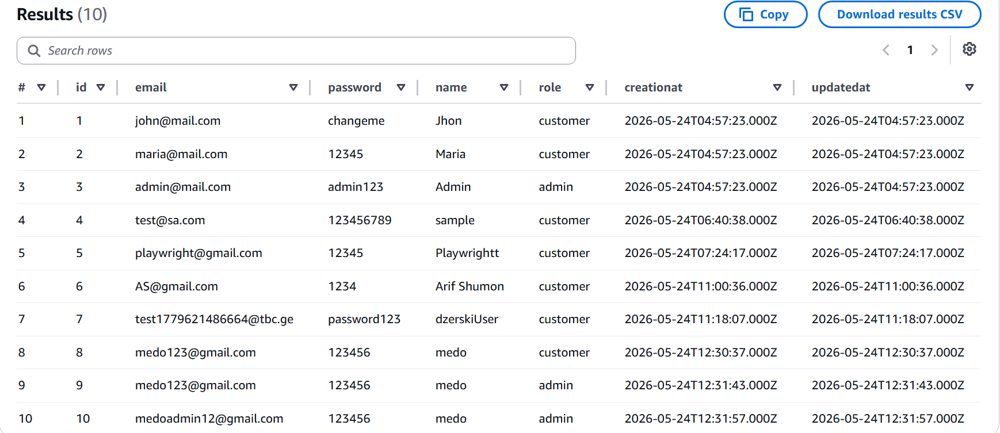 Results (10)
Copy
Download results CSV
Search rows
1
# id email password name role creationat updatedat
1 1 john@mail.com changeme Jhon customer 2026-05-24T04:57:23.000Z 2026-05-24T04:57:23.000Z
2 2 maria@mail.com 12345 Maria customer 2026-05-24T04:57:23.000Z 2026-05-24T04:57:23.000Z
3 3 admin@mail.com admin123 Admin admin 2026-05-24T04:57:23.000Z 2026-05-24T04:57:23.000Z
4 4 test@sa.com 123456789 sample customer 2026-05-24T06:40:38.000Z 2026-05-24T06:40:38.000Z
5 5 playwright@gmail.com 12345 Playwrightt customer 2026-05-24T07:24:17.000Z 2026-05-24T07:24:17.000Z
6 6 AS@gmail.com 1234 Arif Shumon customer 2026-05-24T11:00:36.000Z 2026-05-24T11:00:36.000Z
7 7 test1779621486664@tbc.ge password123 dzerskiUser customer 2026-05-24T11:18:07.000Z 2026-05-24T11:18:07.000Z
8 8 medo123@gmail.com 123456 medo customer 2026-05-24T12:30:37.000Z 2026-05-24T12:30:37.000Z
9 9 medo123@gmail.com 123456 medo admin 2026-05-24T12:31:43.000Z 2026-05-24T12:31:43.000Z
10 10 medoadmin12@gmail.com 123456 medo admin 2026-05-24T12:31:57.000Z 2026-05-24T12:31:57.000Z